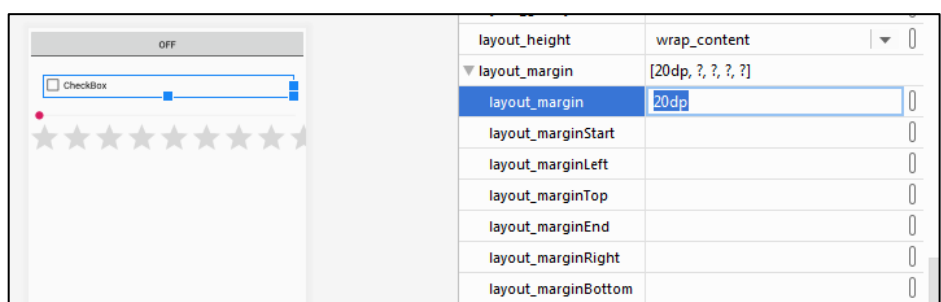 OFF
CheckBox
layout_height wrap_content
layout_margin [20dp, ?, ?, ?, ?]
layout_margin 20dp
layout_marginStart
layout_marginLeft
layout_marginTop
layout_marginEnd
layout_marginRight
layout_marginBottom